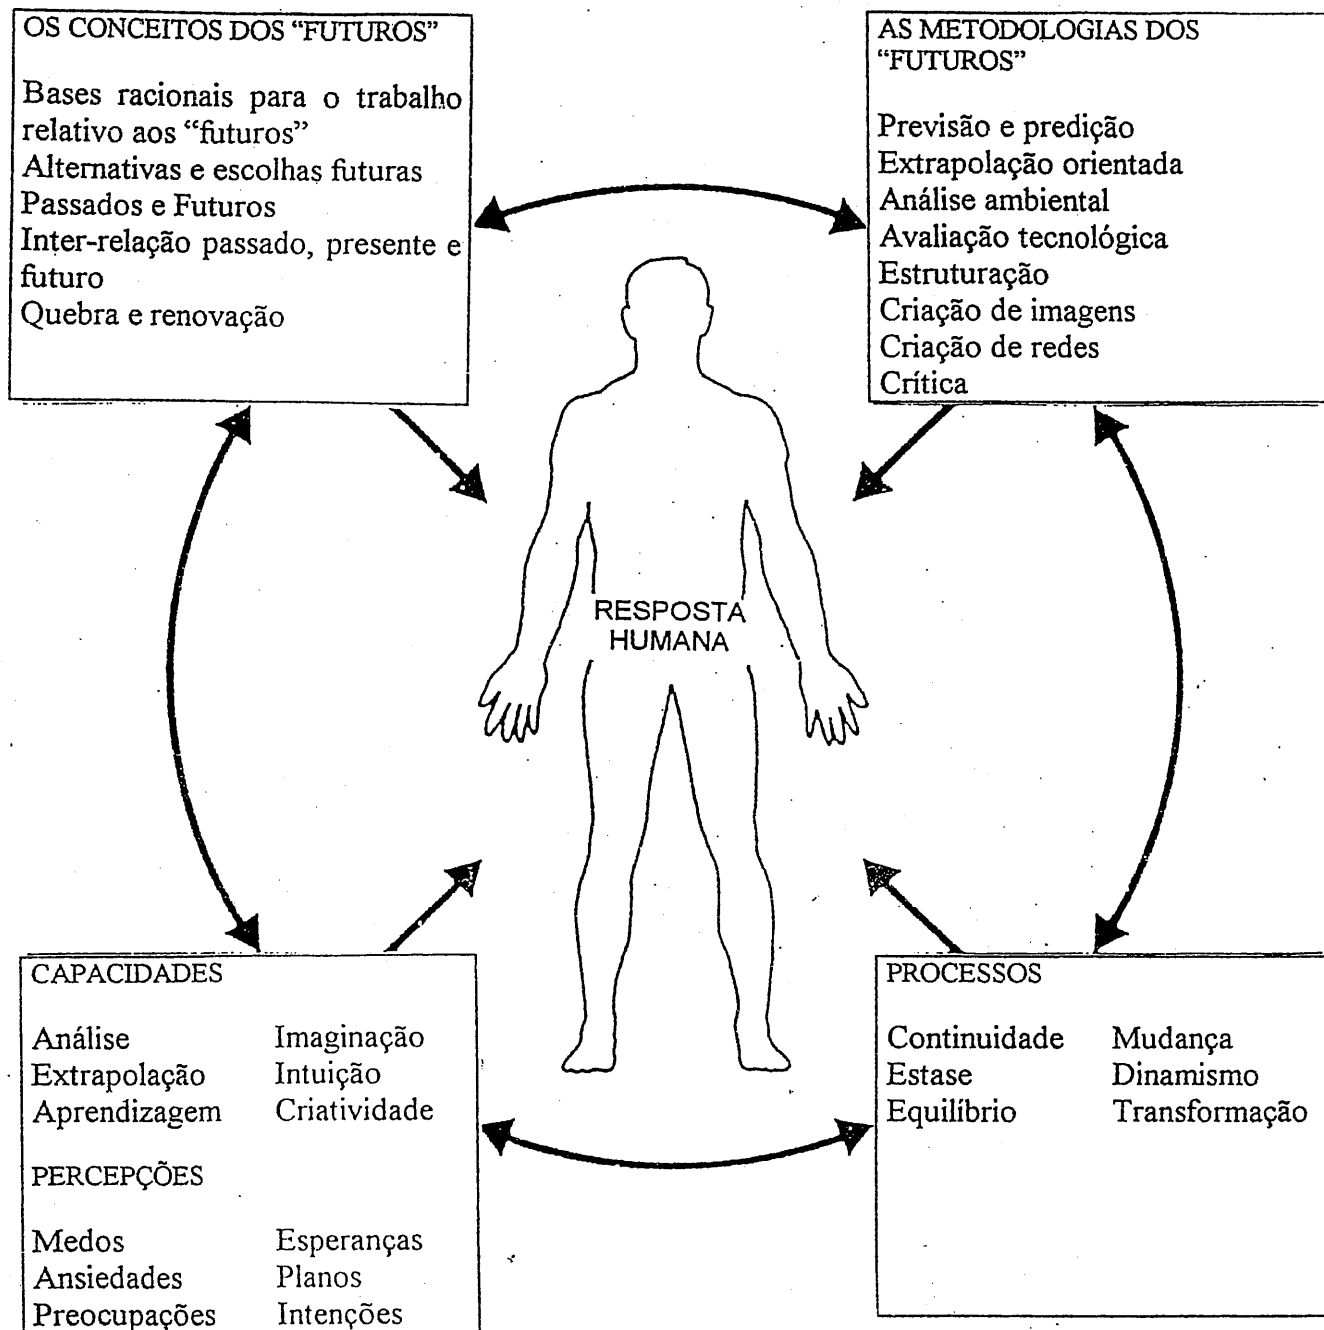 OS CONCEITOS DOS “FUTUROS”
Bases racionais para o trabalho
relativo aos “futuros”
Alternativas e escolhas futuras
Passados e Futuros
Inter-relação passado, presente e
futuro
Quebra e renovação
AS METODOLOGIAS DOS
“FUTUROS”
Previsão e predição
Extrapolação orientada
Análise ambiental
Avaliação tecnológica
Estruturação
Criação de imagens
Criação de redes
Crítica
RESPOSTA
HUMANA
CAPACIDADES
Análise Imaginação
Extrapolação Intuição
Aprendizagem Criatividade
PERCEPÇÕES
Medos Esperanças
Ansiedades Planos
Preocupações Intenções
PROCESSOS
Continuidade Mudança
Estase Dinamismo
Equilíbrio Transformação